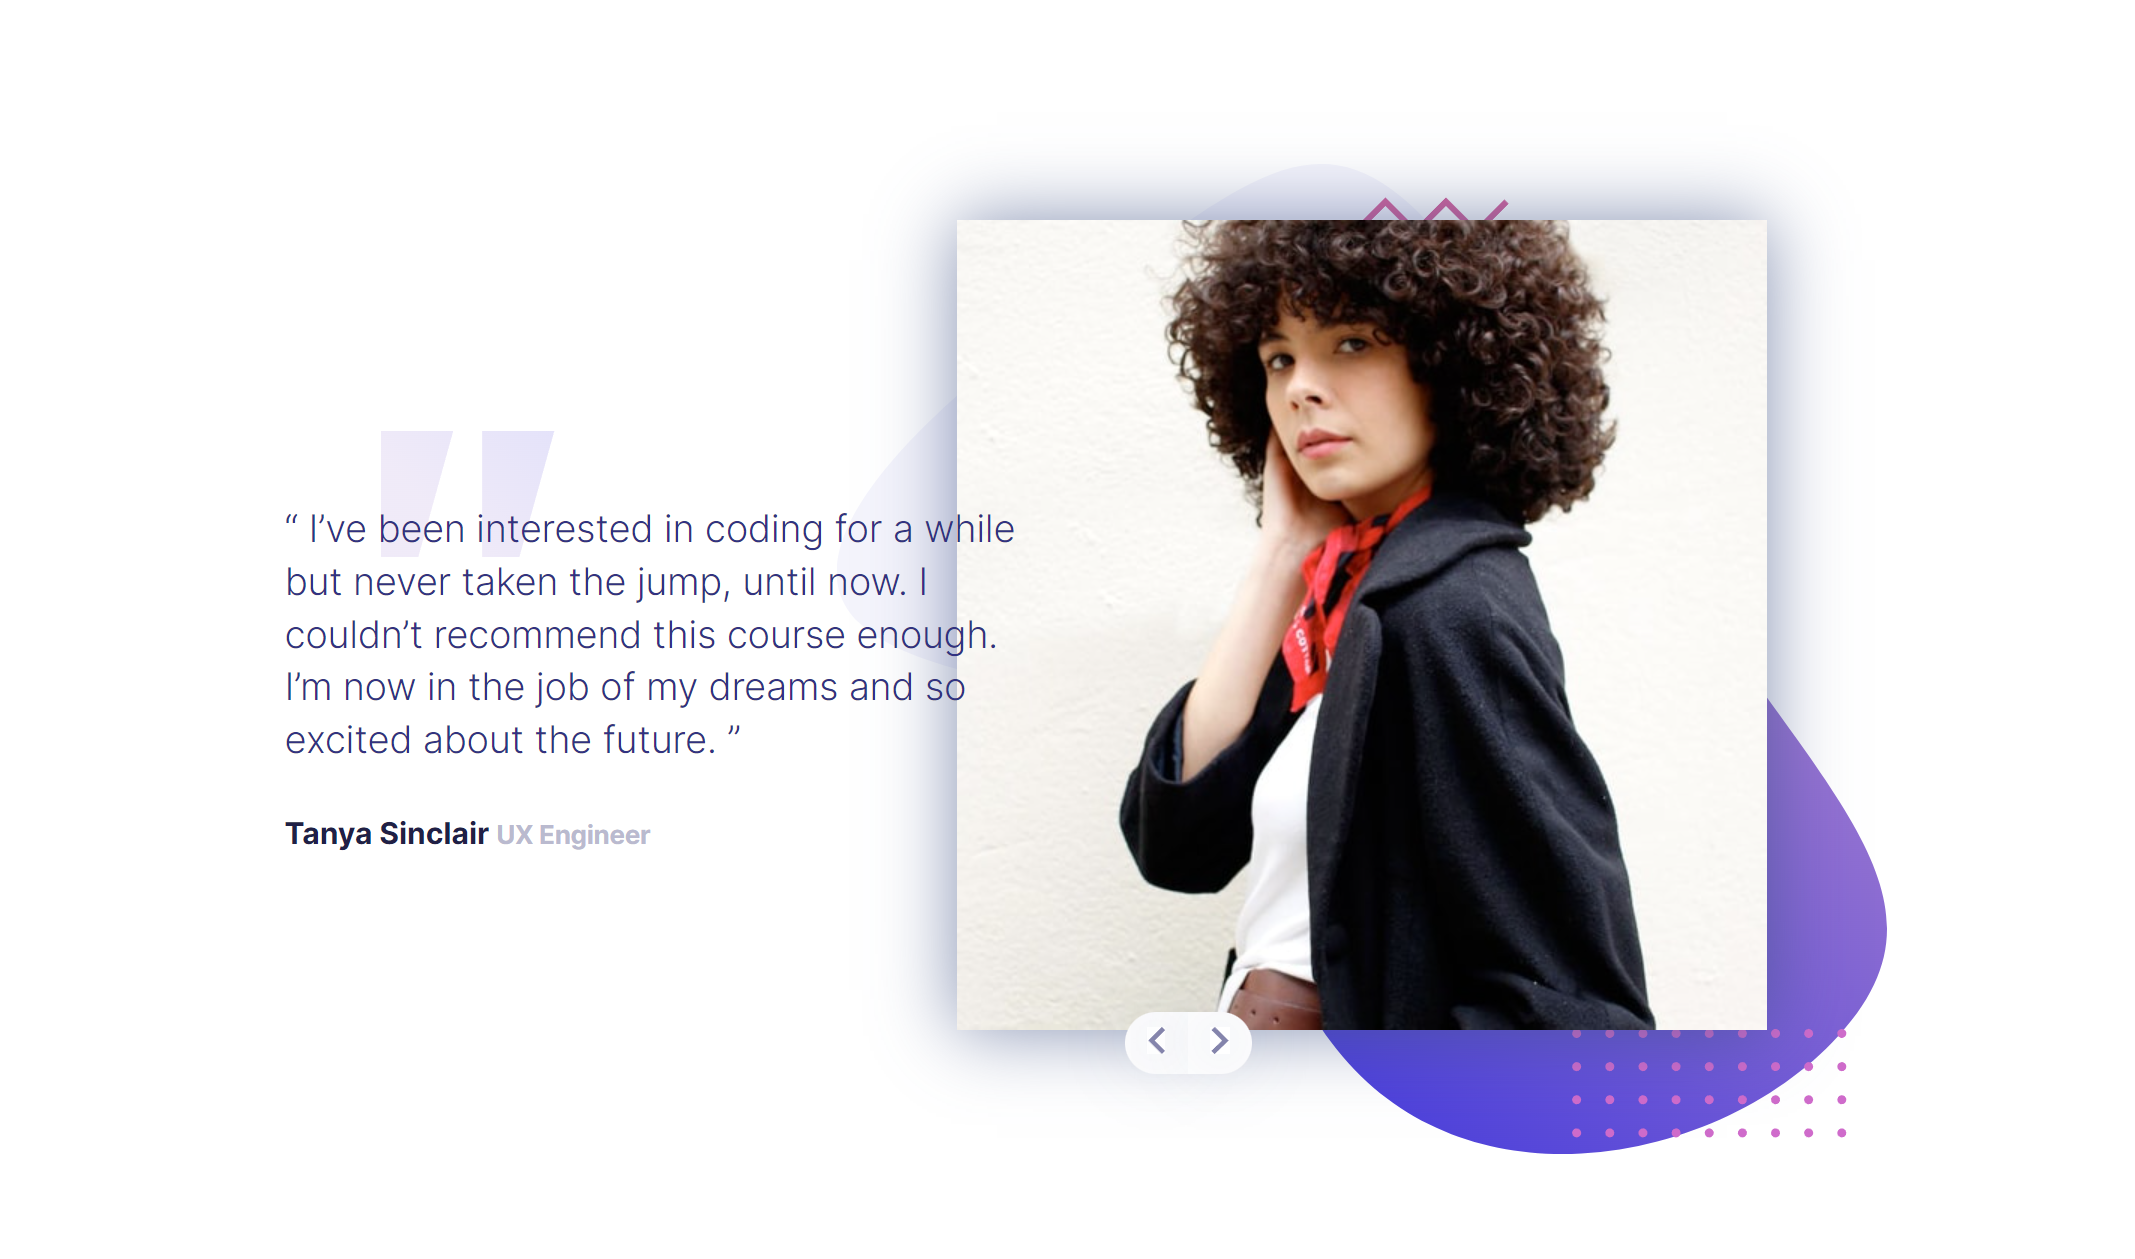 “ I’ve been interested in coding for a while
but never taken the jump, until now. I
couldn’t recommend this course enough.
I’m now in the job of my dreams and so
excited about the future. ”
Tanya Sinclair UX Engineer